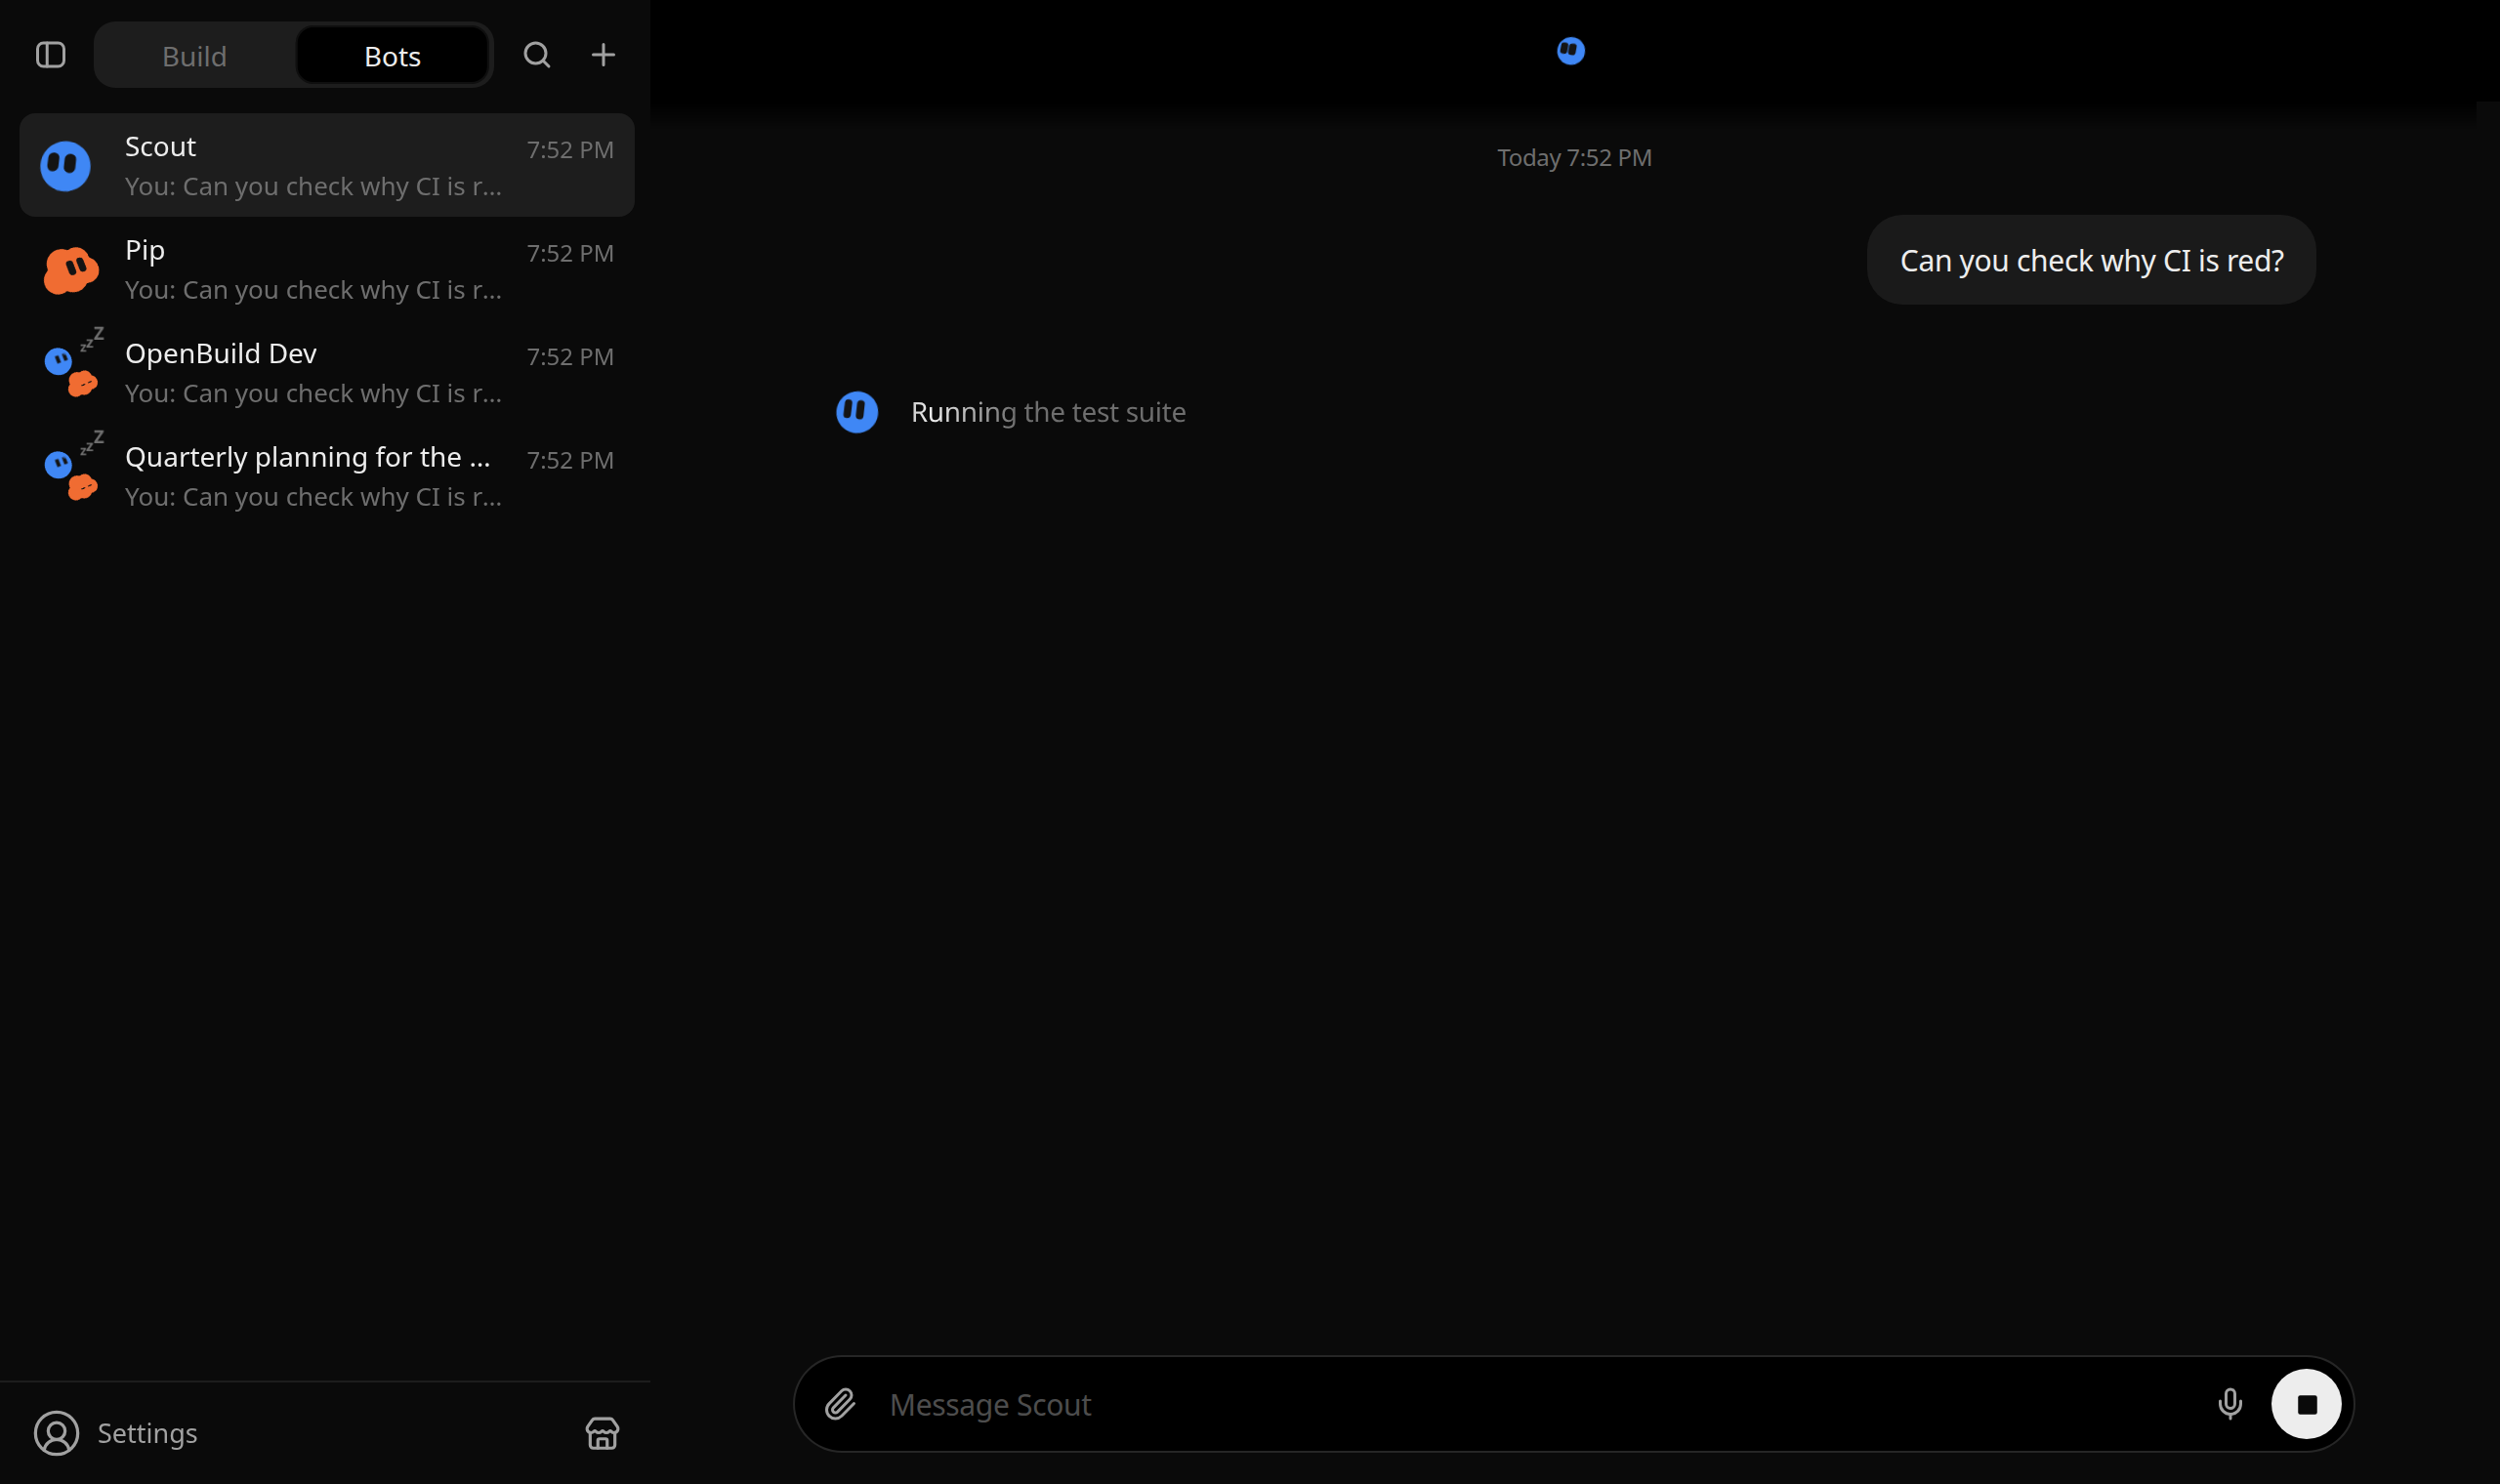 Build
Bots
Scout
7:52 PM
You: Can you check why CI is r...
Pip
7:52 PM
You: Can you check why CI is r...
zzZ
OpenBuild Dev
7:52 PM
You: Can you check why CI is r...
zzZ
Quarterly planning for the ...
7:52 PM
You: Can you check why CI is r...
Settings
Today 7:52 PM
Can you check why CI is red?
Running the test suite
Message Scout